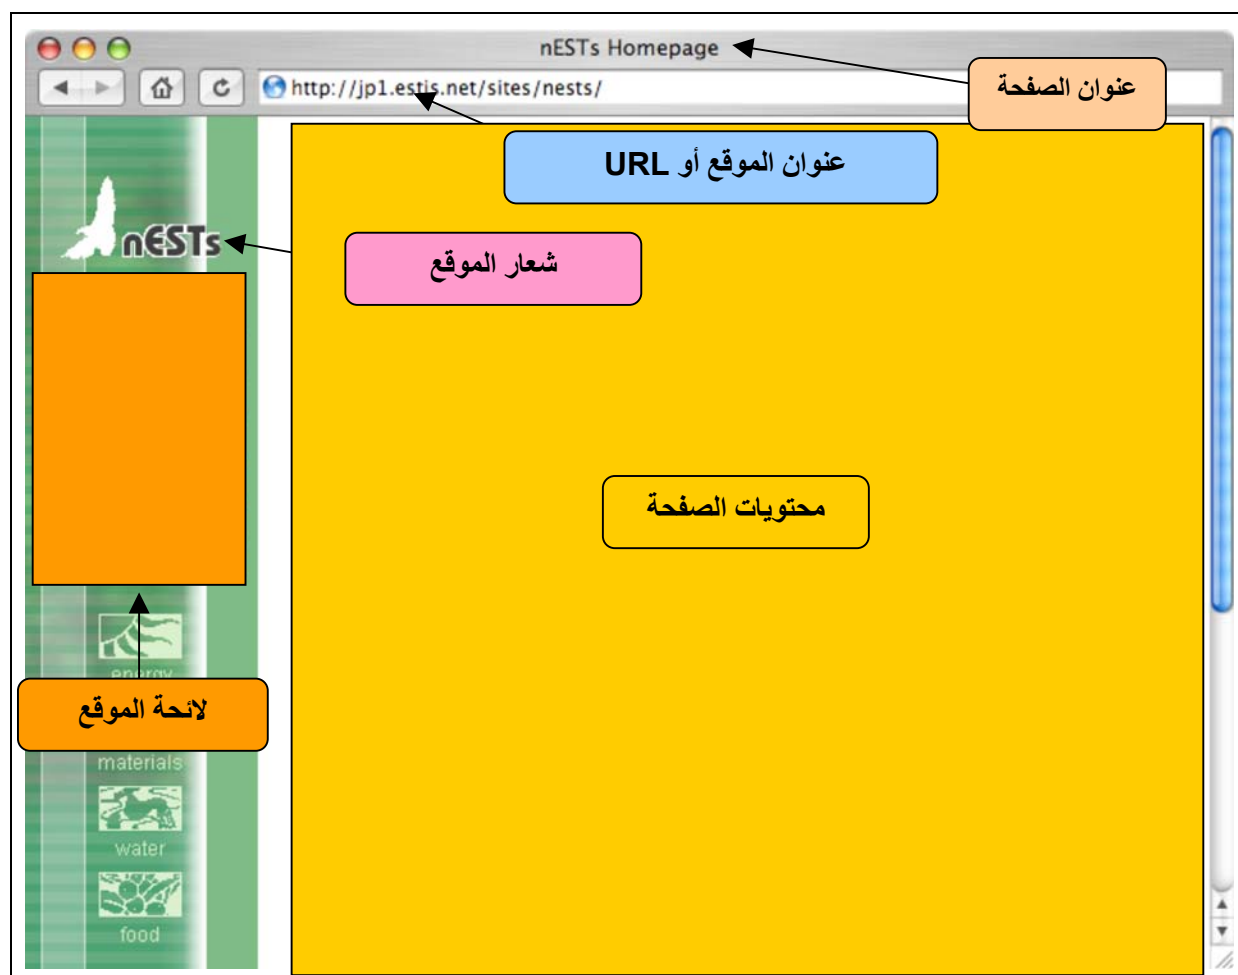 nESTs Homepage
عنوان الصفحة
http://jp1.estis.net/sites/nests/
عنوان الموقع أو URL
nESTs
شعار الموقع
محتويات الصفحة
energy
لائحة الموقع
materials
water
food